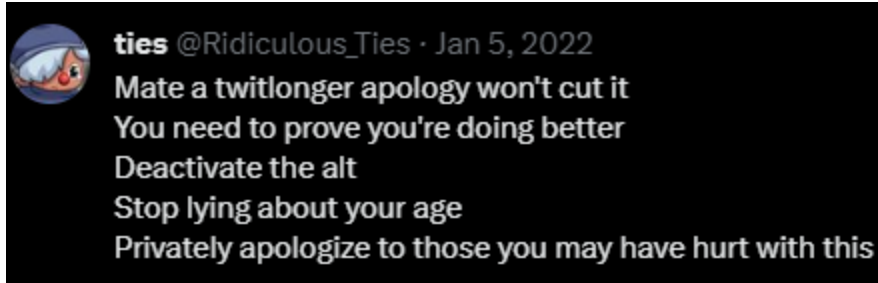 ties @Ridiculous_Ties · Jan 5, 2022
Mate a twitlonger apology won't cut it
You need to prove you're doing better
Deactivate the alt
Stop lying about your age
Privately apologize to those you may have hurt with this